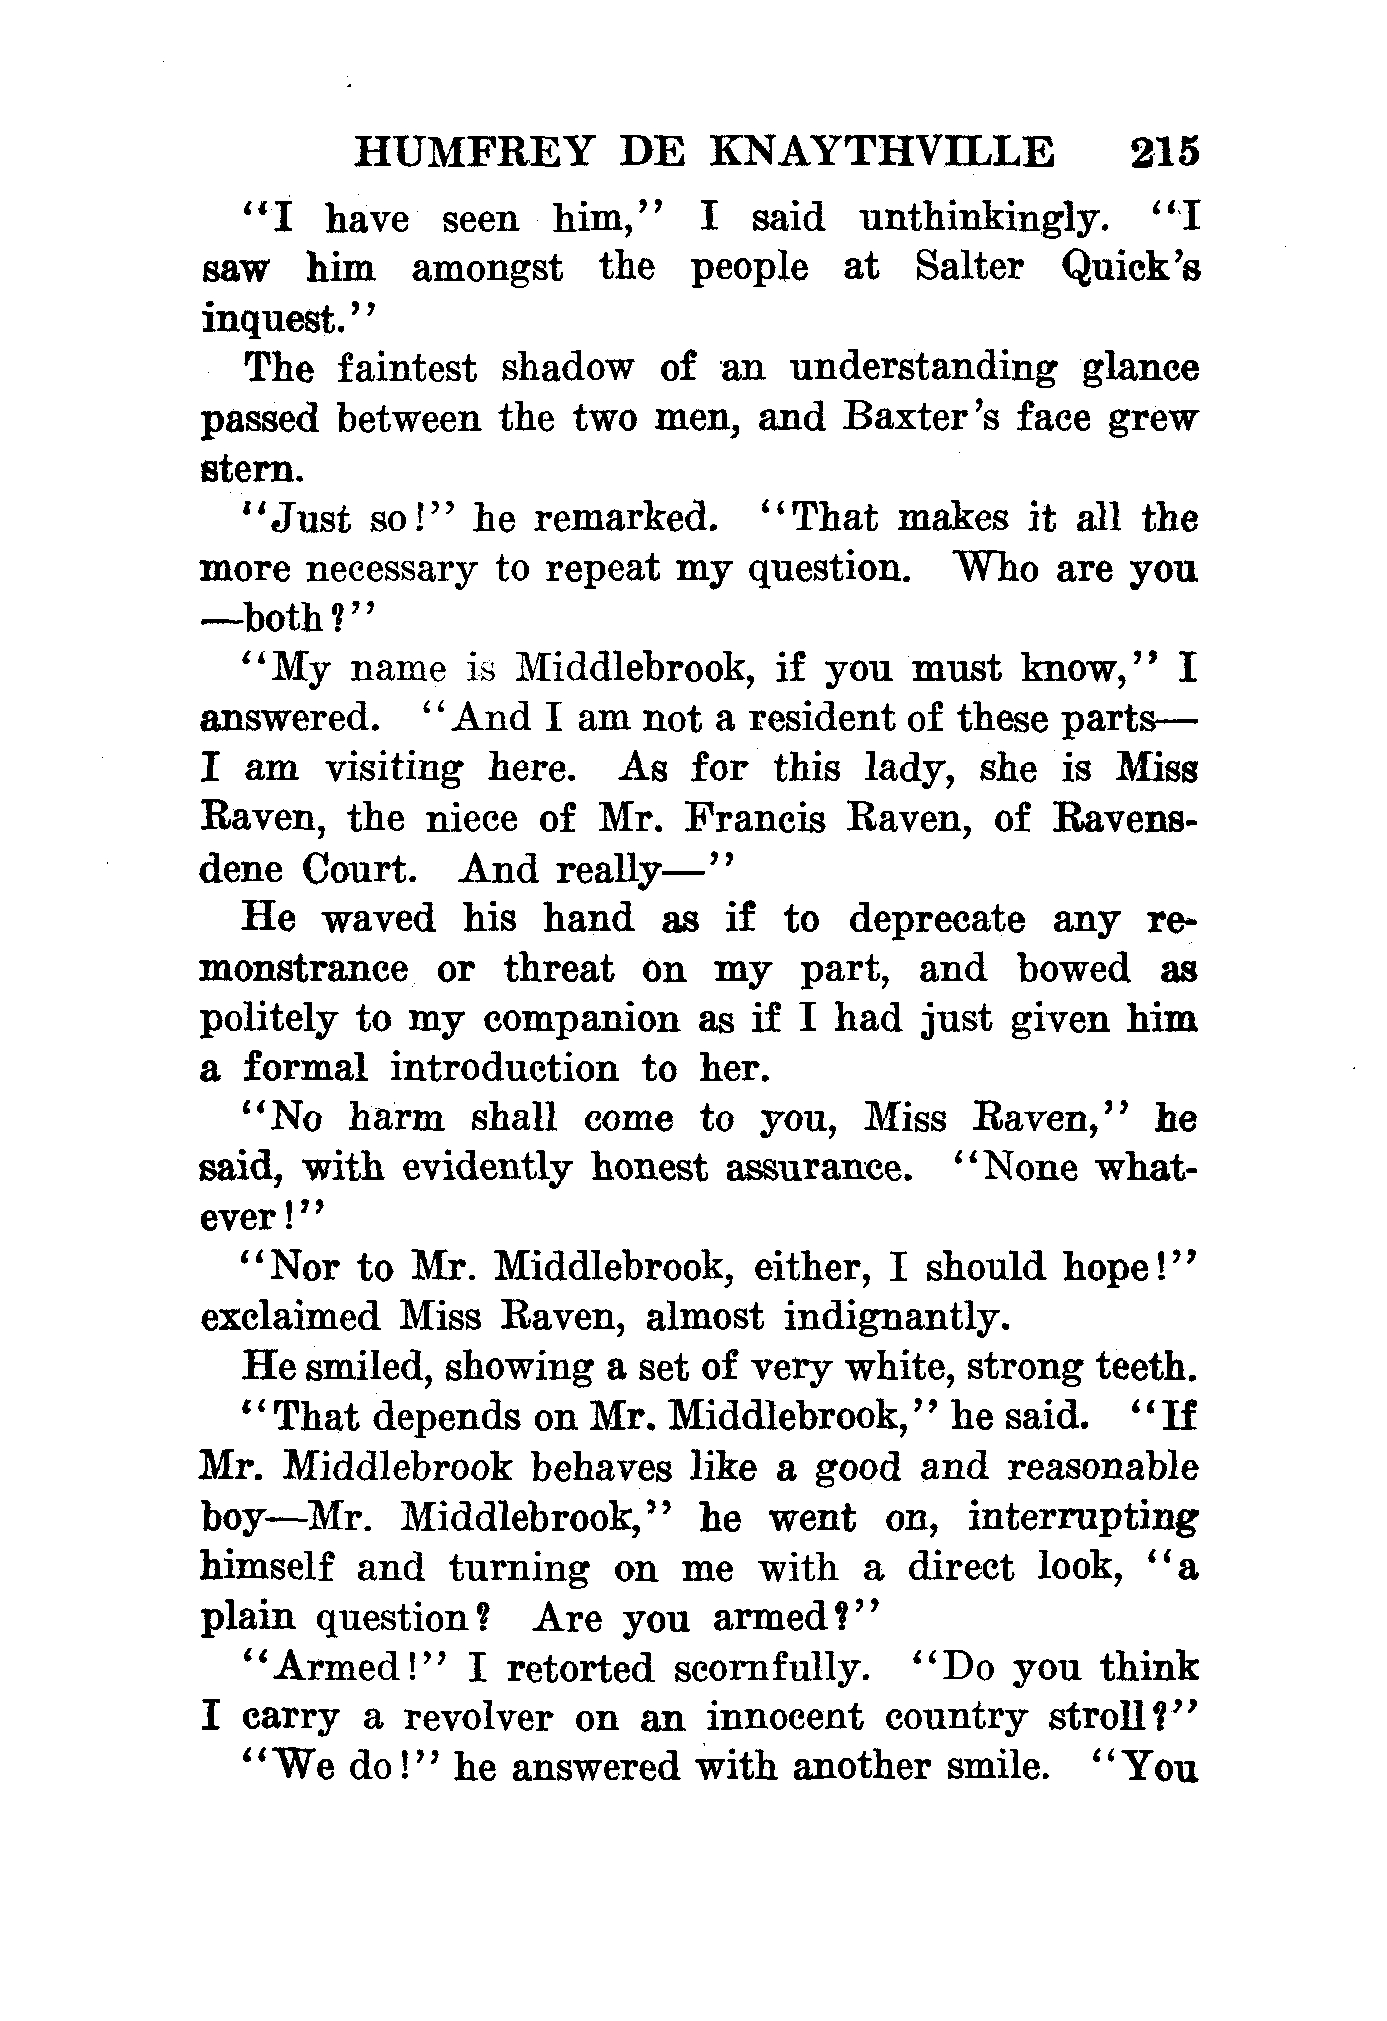 HUMFREY DE KNAYTHVILLE 215
"I have seen him," I said unthinkingly. "I
saw him amongst the people at Salter Quick's
inquest."
The faintest shadow of an understanding glance
passed between the two men, and Baxter's face grew
stern.
"Just so!" he remarked. "That makes it all the
more necessary to repeat my question. Who are you
—both?"
"My name is Middlebrook, if you must know," I
answered. "And I am not a resident of these parts—
I am visiting here. As for this lady, she is Miss
Raven, the niece of Mr. Francis Raven, of Ravens-
dene Court. And really—"
He waved his hand as if to deprecate any re-
monstrance or threat on my part, and bowed as
politely to my companion as if I had just given him
a formal introduction to her.
"No harm shall come to you, Miss Raven," he
said, with evidently honest assurance. "None what-
ever!"
"Nor to Mr. Middlebrook, either, I should hope!"
exclaimed Miss Raven, almost indignantly.
He smiled, showing a set of very white, strong teeth.
"That depends on Mr. Middlebrook," he said. "If
Mr. Middlebrook behaves like a good and reasonable
boy—Mr. Middlebrook," he went on, interrupting
himself and turning on me with a direct look, "a
plain question? Are you armed?"
"Armed!" I retorted scornfully. "Do you think
I carry a revolver on an innocent country stroll?"
"We do!" he answered with another smile. "You